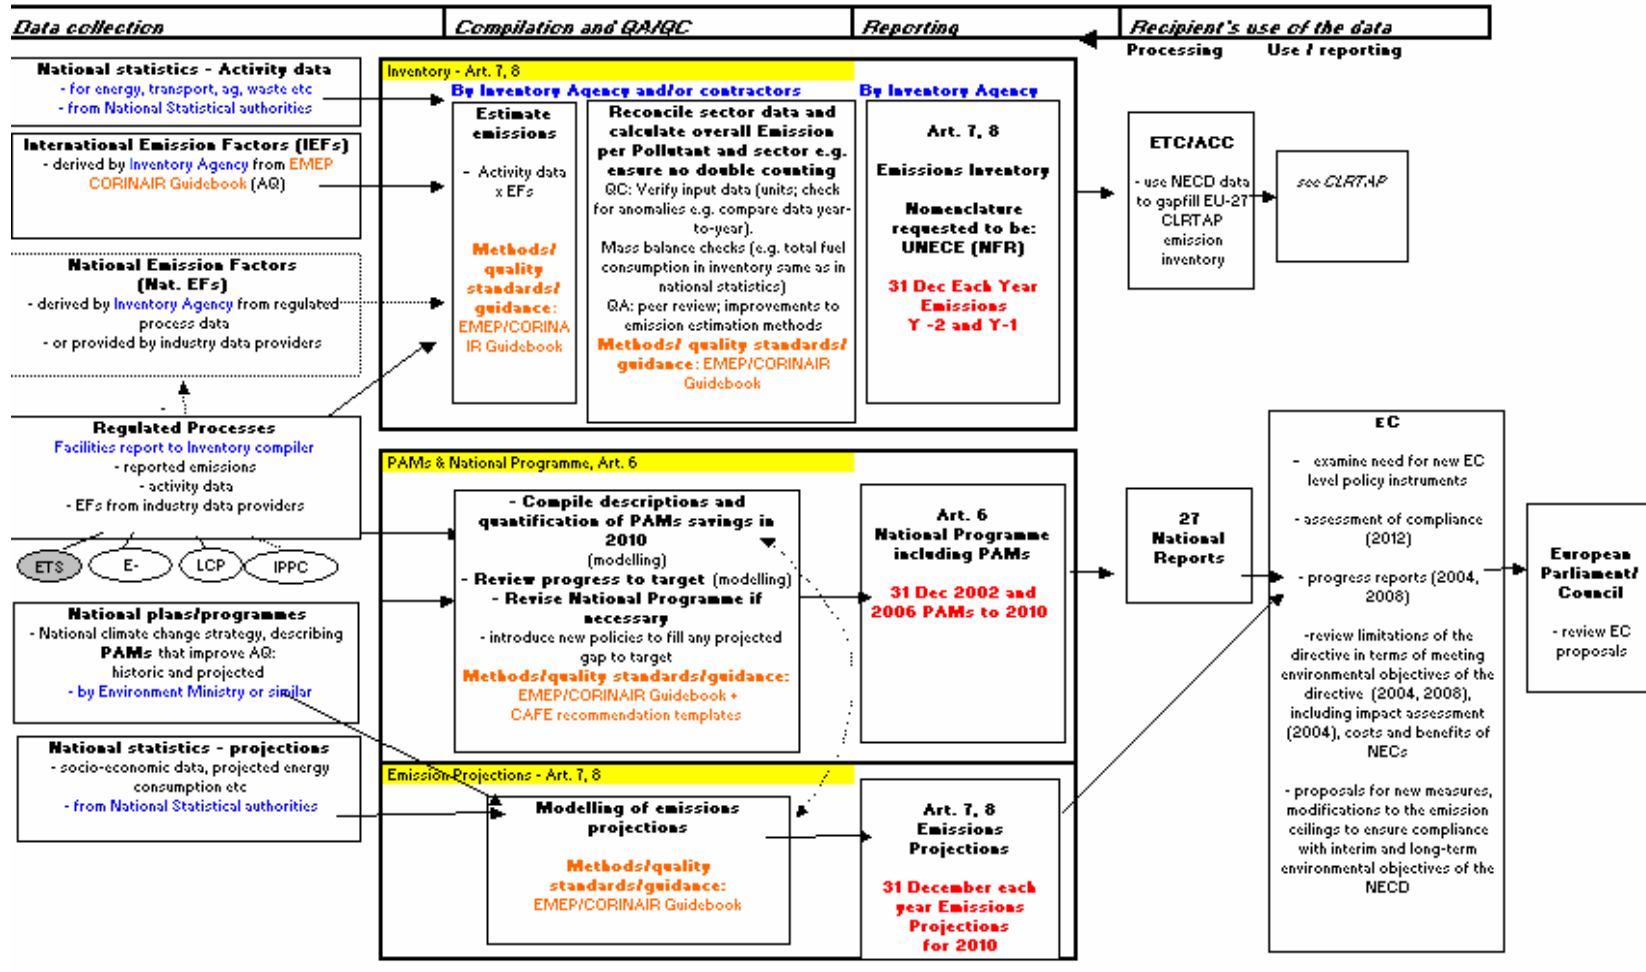 Data collection
Compilation and QA/QC
Reporting
Recipient's use of the data
Processing
Use / reporting
National statistics - Activity data
- for energy, transport, ag, waste etc
- from National Statistical authorities
International Emission Factors (IEFs)
- derived by Inventory Agency from EMEP
CORINAIR Guidebook (AQ)
National Emission Factors
(Nat. EFs)
- derived by Inventory Agency from regulated
process data
- or provided by industry data providers
Regulated Processes
Facilities report to Inventory compiler
- reported emissions
- activity data
- EFs from industry data providers
ETS
E-
LCP
IPPC
National plans/programmes
- National climate change strategy, describing
PAMs that improve AQ:
historic and projected
- by Environment Ministry or similar
National statistics - projections
- socio-economic data, projected energy
consumption etc
- from National Statistical authorities
Inventory - Art. 7, 8
By Inventory Agency and/or contractors
By Inventory Agency
Estimate
emissions
- Activity data
x EFs
Methods/
quality
standards/
guidance:
EMEP/CORINA
IR Guidebook
Reconcile sector data and
calculate overall Emission
per Pollutant and sector e.g.
ensure no double counting
QC: Verify input data (units; check
for anomalies e.g. compare data year-
to-year).
Mass balance checks (e.g. total fuel
consumption in inventory same as in
national statistics)
QA: peer review; improvements to
emission estimation methods
Methods/ quality standards/
guidance: EMEP/CORINAIR
Guidebook
Art. 7, 8
Emissions Inventory
Nomenclature
requested to be:
UNECE (NFR)
31 Dec Each Year
Emissions
Y -2 and Y-1
ETC/ACC
- use NECD data
to gapfill EU-27
CLRTAP
emission
inventory
see CLRTAP
PAMs & National Programme, Art. 6
- Compile descriptions and
quantification of PAMs savings in
2010
(modelling)
- Review progress to target (modelling)
- Revise National Programme if
necessary
- introduce new policies to fill any projected
gap to target
Methods/quality standards/guidance:
EMEP/CORINAIR Guidebook +
CAFE recommendation templates
Art. 6
National Programme
including PAMs
31 Dec 2002 and
2006 PAMs to 2010
27
National
Reports
Emission Projections - Art. 7, 8
Modelling of emissions
projections
Methods/quality
standards/guidance:
EMEP/CORINAIR Guidebook
Art. 7, 8
Emissions
Projections
31 December each
year Emissions
Projections
for 2010
EC
- examine need for new EC
level policy instruments
- assessment of compliance
(2012)
- progress reports (2004,
2008)
-review limitations of the
directive in terms of meeting
environmental objectives of the
directive (2004, 2008),
including impact assessment
(2004), costs and benefits of
NECs
- proposals for new measures,
modifications to the emission
ceilings to ensure compliance
with interim and long-term
environmental objectives of the
NECD
European
Parliament/
Council
- review EC
proposals